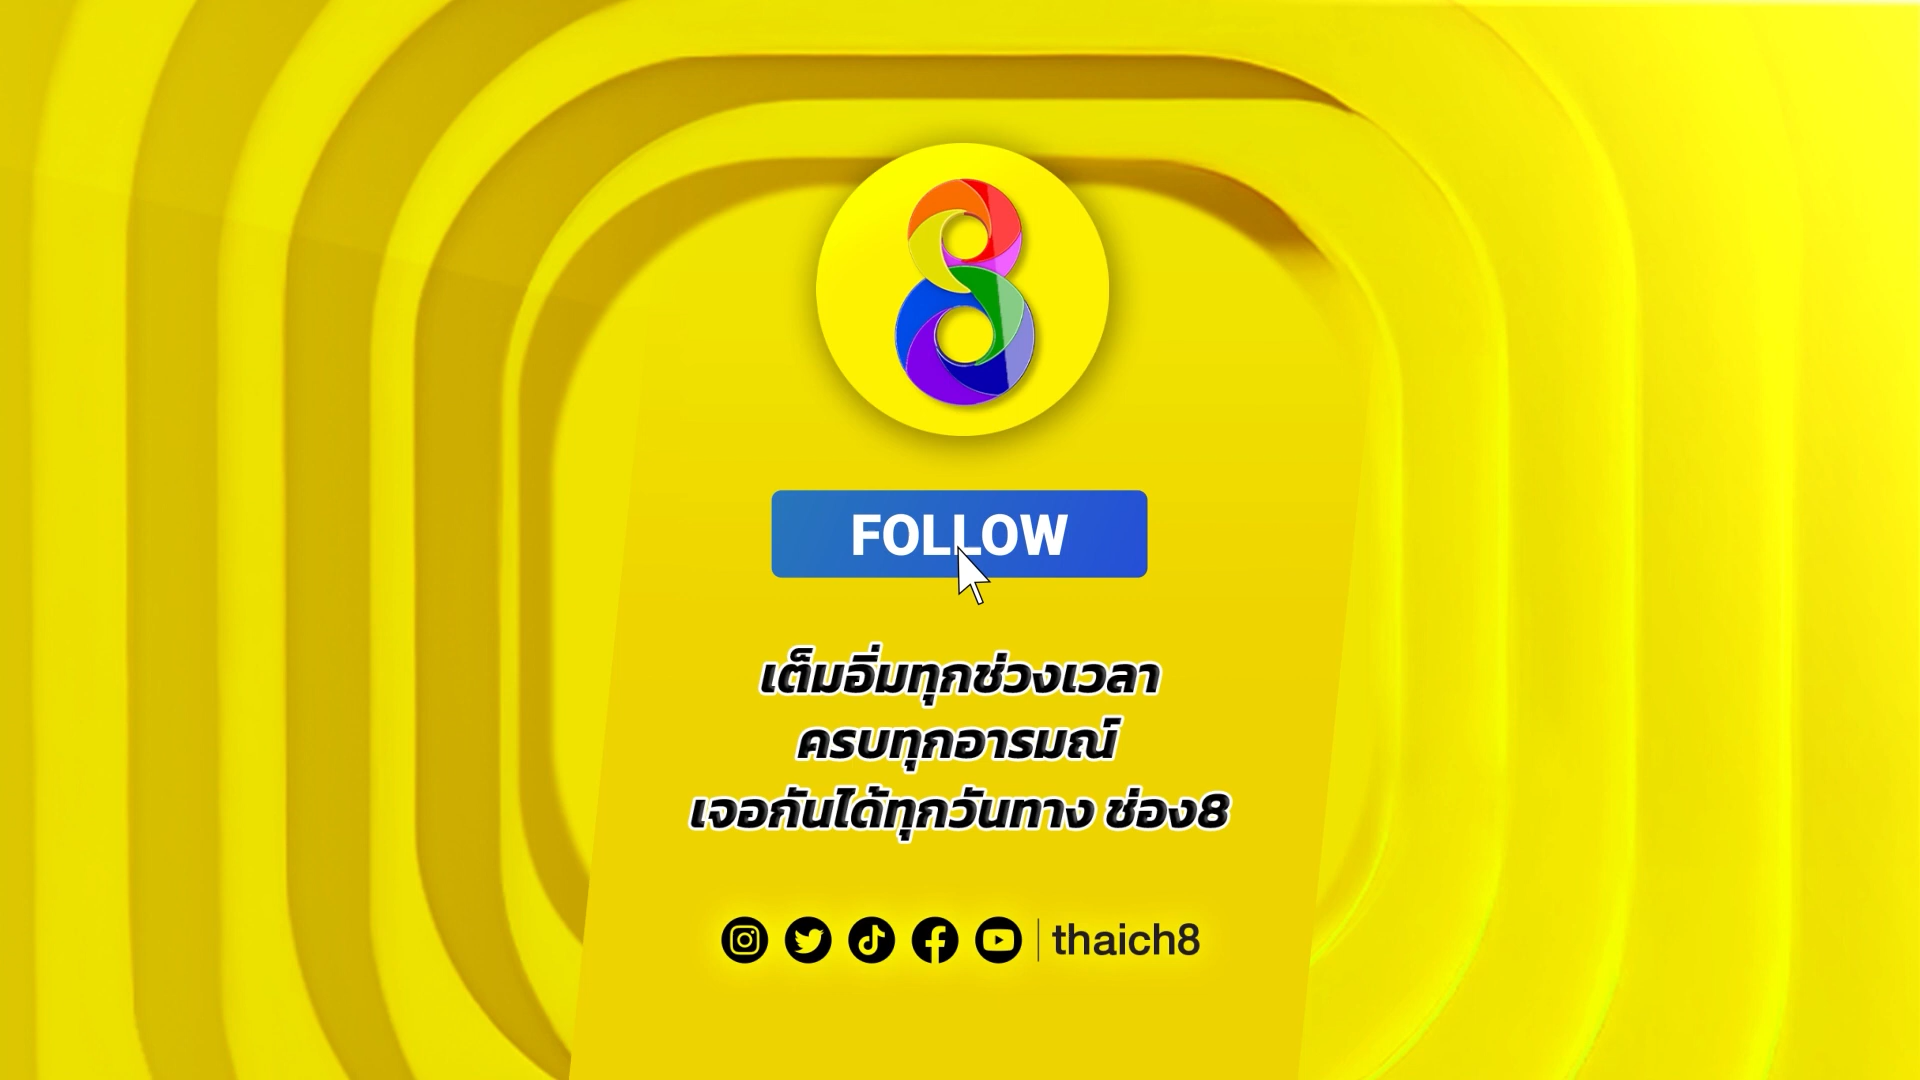 8
FOLLOW
เต็มอิ่มทุกช่วงเวลา
ครบทุกอารมณ์
เจอกันได้ทุกวันทาง ช่อง8
thaich8